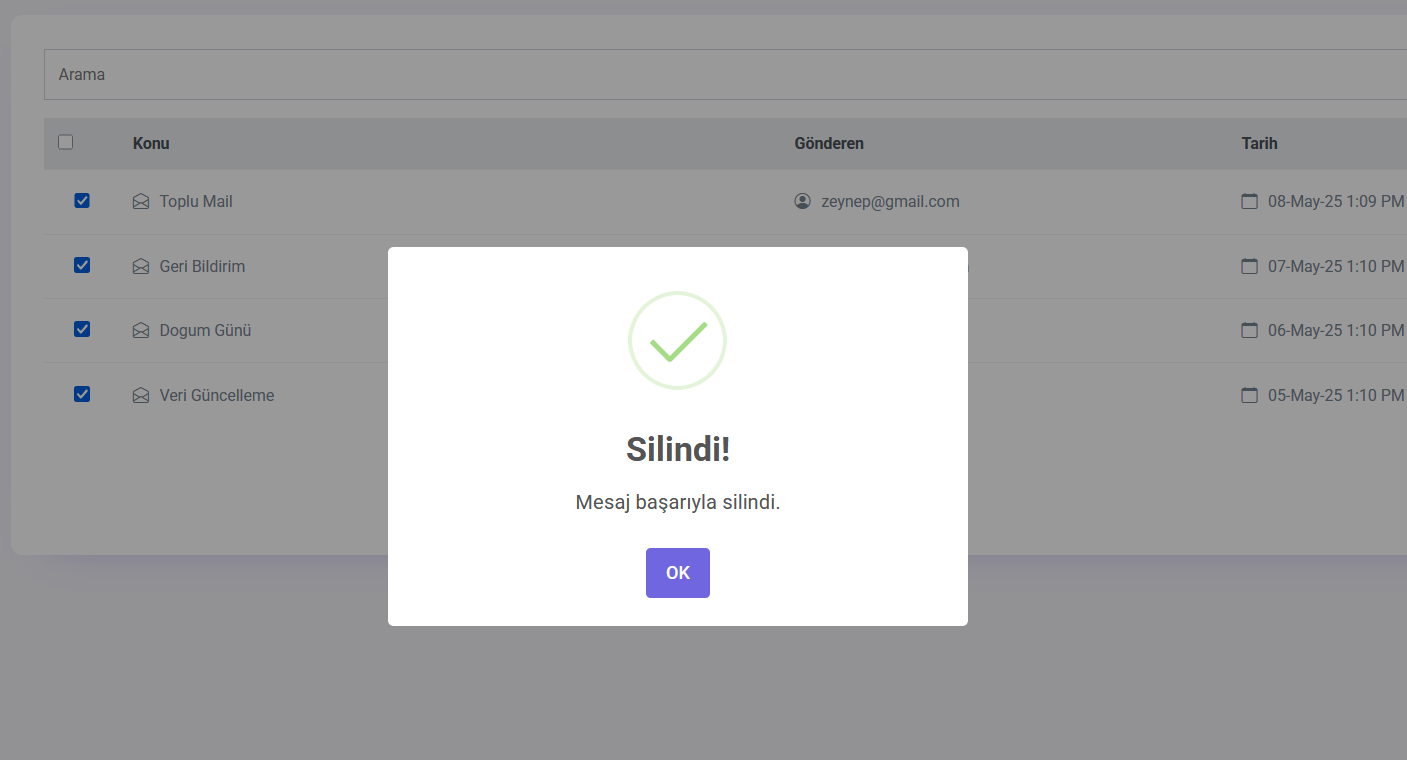 Arama
Konu Gönderen Tarih
Toplu Mail zeynep@gmail.com 08-May-25 1:09 PM
Geri Bildirim 07-May-25 1:10 PM
Dogum Günü 06-May-25 1:10 PM
Veri Güncelleme 05-May-25 1:10 PM
Silindi!
Mesaj başarıyla silindi.
OK